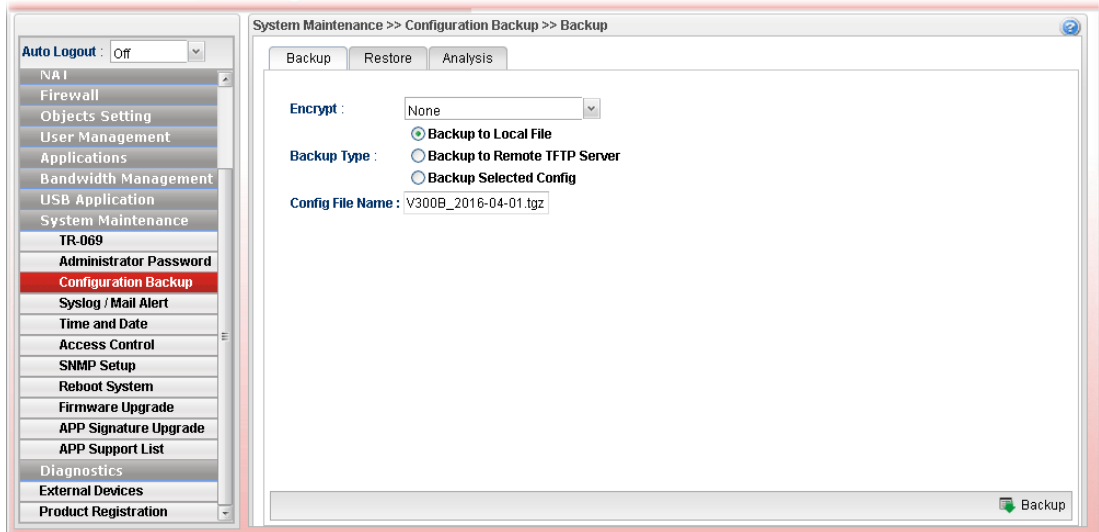 System Maintenance >> Configuration Backup >> Backup
Auto Logout : Off
NAT
Firewall
Objects Setting
User Management
Applications
Bandwidth Management
USB Application
System Maintenance
TR-069
Administrator Password
Configuration Backup
Syslog / Mail Alert
Time and Date
Access Control
SNMP Setup
Reboot System
Firmware Upgrade
APP Signature Upgrade
APP Support List
Diagnostics
External Devices
Product Registration
Backup Restore Analysis
Encrypt : None
Backup Type :
Backup to Local File
Backup to Remote TFTP Server
Backup Selected Config
Config File Name : V300B_2016-04-01.tgz
Backup